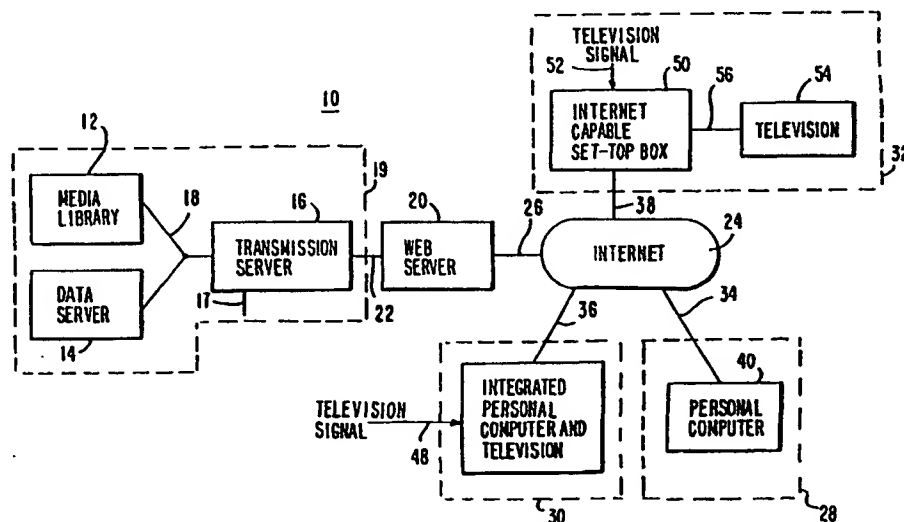 TELEVISION
SIGNAL
52
50
56
54
INTERNET
CAPABLE
SET-TOP BOX
TELEVISION
32
10
12
19
MEDIA
LIBRARY
18
16
20
38
TRANSMISSION
SERVER
WEB
SERVER
26
INTERNET
24
DATA
SERVER
17
22
14
36
34
40
INTEGRATED
PERSONAL
COMPUTER AND
TELEVISION
PERSONAL
COMPUTER
TELEVISION
SIGNAL
48
30
28